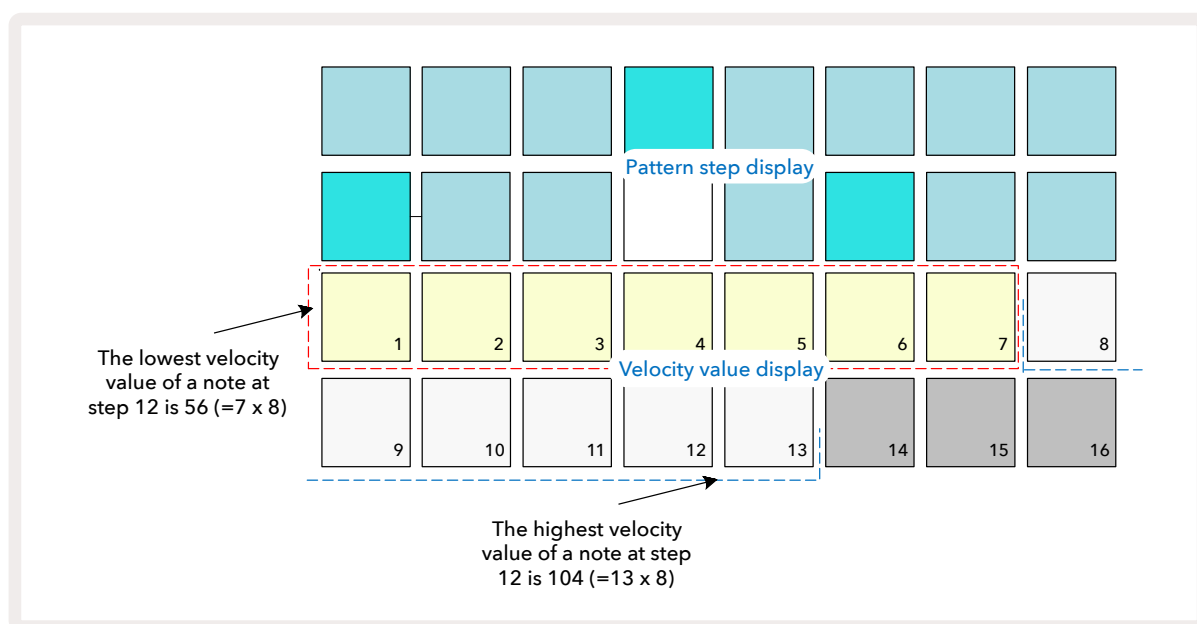 Pattern step display
1 2 3 4 5 6 7 8
The lowest velocity
value of a note at
step 12 is 56 (=7 x 8)
Velocity value display
9 10 11 12 13 14 15 16
The highest velocity
value of a note at step
12 is 104 (=13 x 8)